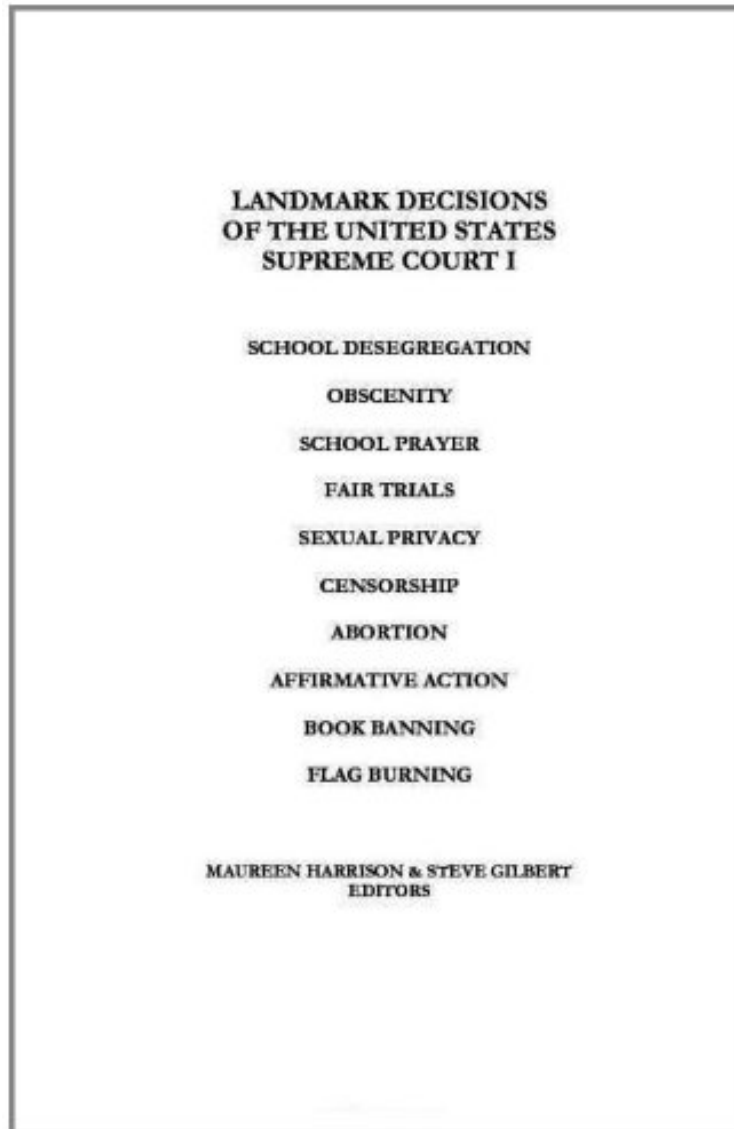 LANDMARK DECISIONS
OF THE UNITED STATES
SUPREME COURT I
SCHOOL DESEGREGATION
OBSCENITY
SCHOOL PRAYER
FAIR TRIALS
SEXUAL PRIVACY
CENSORSHIP
ABORTION
AFFIRMATIVE ACTION
BOOK BANNING
FLAG BURNING
MAUREEN HARRISON & STEVE GILBERT
EDITORS